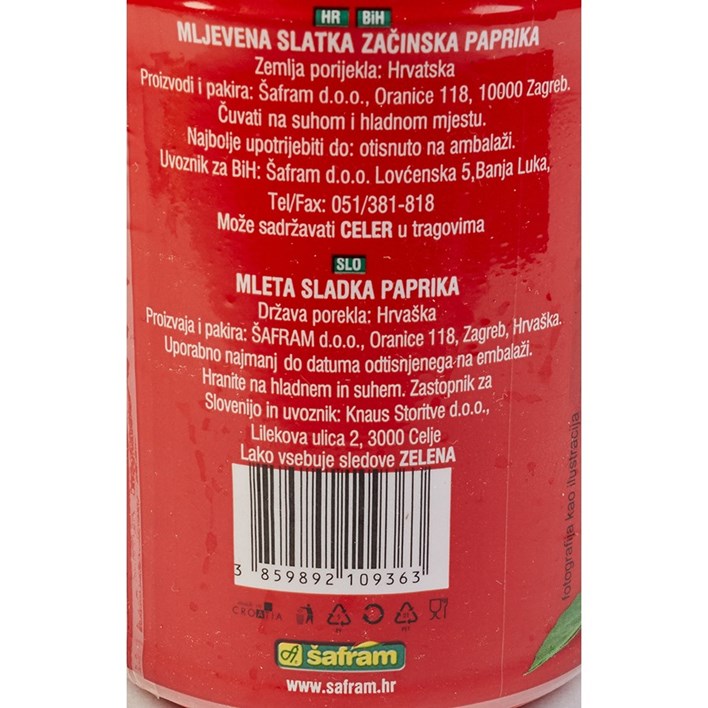 HR BiH
MLJEVENA SLATKA ZAČINSKA PAPRIKA
Zemlja porijekla: Hrvatska
Proizvodi i pakira: Šafram d.o.o., Oranice 118, 10000 Zagreb.
Čuvati na suhom i hladnom mjestu.
Najbolje upotrijebiti do: otisnuto na ambalaži.
Uvoznik za BiH: Šafram d.o.o. Lovćenska 5,Banja Luka,
Tel/Fax: 051/381-818
Može sadržavati CELER u tragovima
SLO
MLETA SLADKA PAPRIKA
Država porekla: Hrvaška
Proizvaja i pakira: ŠAFRAM d.o.o., Oranice 118, Zagreb, Hrvaška.
Uporabno najmanj do datuma odtisnjenega na embalaži.
Hranite na hladnem in suhem. Zastopnik za
Slovenijo in uvoznik: Knaus Storitve d.o.o.,
Lilekova ulica 2, 3000 Celje
Lako vsebuje sledove ZELENA
fotografija kao ilustracija
3 859892 109363
CROATIA
šafram
www.safram.hr